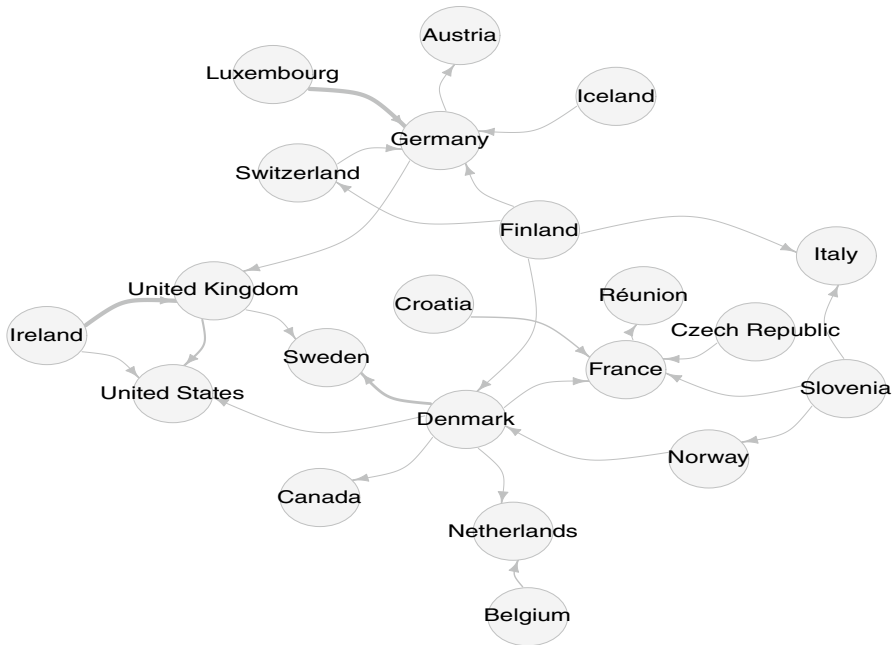 Austria
Luxembourg
Iceland
Germany
Switzerland
Finland
Italy
United Kingdom
Croatia
Réunion
Ireland
Czech Republic
Sweden
France
United States
Slovenia
Denmark
Norway
Canada
Netherlands
Belgium